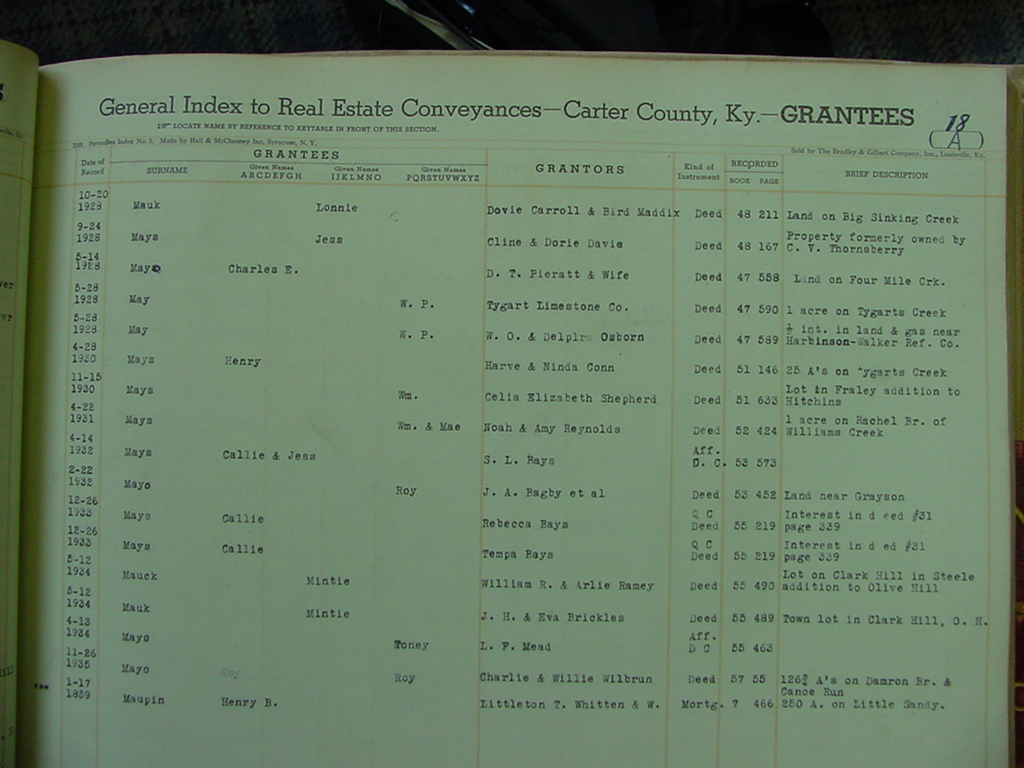 General Index to Real Estate Conveyances—Carter County, Ky.—GRANTEES
18
A
LOCATE NAME BY REFERENCE TO KEYTABLE IN FRONT OF THIS SECTION.
Index No. 3. Made by Hall & McChesney Inc, Syracuse, N. Y.
Sold by The Bradley & Gilbert Company, Inc., Louisville, Ky.
Date of Record GRANTEES GRANTORS Kind of Instrument RECORDED BRIEF DESCRIPTION
SURNAME Given Names ABCDEFGH Given Names IJKLMNO Given Names PQRSTUVWXYZ BOOK PAGE
10-20
1928 Mauk Lonnie Dovie Carroll & Bird Maddix Deed 48 211 Land on Big Sinking Creek
9-24
1928 Mays Jess Cline & Dorie Davis Deed 48 167 Property formerly owned by
C. V. Thornsberry
5-14
1928 Mayo Charles E. D. T. Pieratt & Wife Deed 47 558 Land on Four Mile Crk.
5-28
1928 May W. P. Tygart Limestone Co. Deed 47 590 1 acre on Tygarts Creek
5-28
1928 May W. P. W. O. & Osborn Deed 47 589 ½ int. in land & gas near
Harbinson-Walker Ref. Co.
4-28
1930 Mays Henry Harve & Ninda Conn Deed 51 146 25 A's on ygarts Creek
11-15
1930 Mays Wm. Celia Elizabeth Shepherd Deed 51 633 Lot in Fraley addition to
Hitchins
4-22
1931 Mays Wm. & Mae Noah & Amy Reynolds Deed 52 424 1 acre on Rachel Br. of
Williams Creek
4-14
1932 Mays Callie & Jess S. L. Bays Aff.
D. C. 53 573
2-22
1932 Mayo Roy J. A. Bagby et al Deed 53 452 Land near Grayson
12-26
1933 Mays Callie Rebecca Bays Q C
Deed 55 219 Interest in d eed #31
page 339
12-26
1933 Mays Callie Tempa Bays Q C
Deed 55 219 Interest in d ed #31
page 339
5-12
1934 Mauck Mintie William R. & Arlie Ramey Deed 55 490 Lot on Clark Hill in Steele
addition to Olive Hill
5-12
1934 Mauk Mintie J. H. & Eva Brickles Deed 55 489 Town lot in Clark Hill, O. H.
4-13
1934 Mayo Toney L. F. Mead Aff.
D C 55 463
11-26
1935 Mayo Roy Charlie & Willie Wilbrun Deed 57 55 126¾ A's on Damron Br. &
Canoe Run
1-17
1859 Maupin Henry B. Littleton T. Whitten & W. Mortg. 7 466 250 A. on Little Sandy.